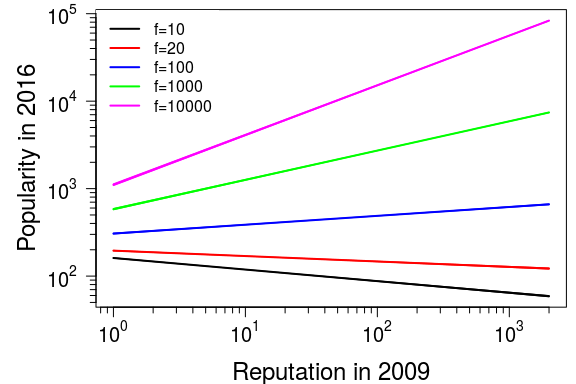 10^5
10^4
10^3
10^2
Popularity in 2016
f=10
f=20
f=100
f=1000
f=10000
10^0 10^1 10^2 10^3
Reputation in 2009